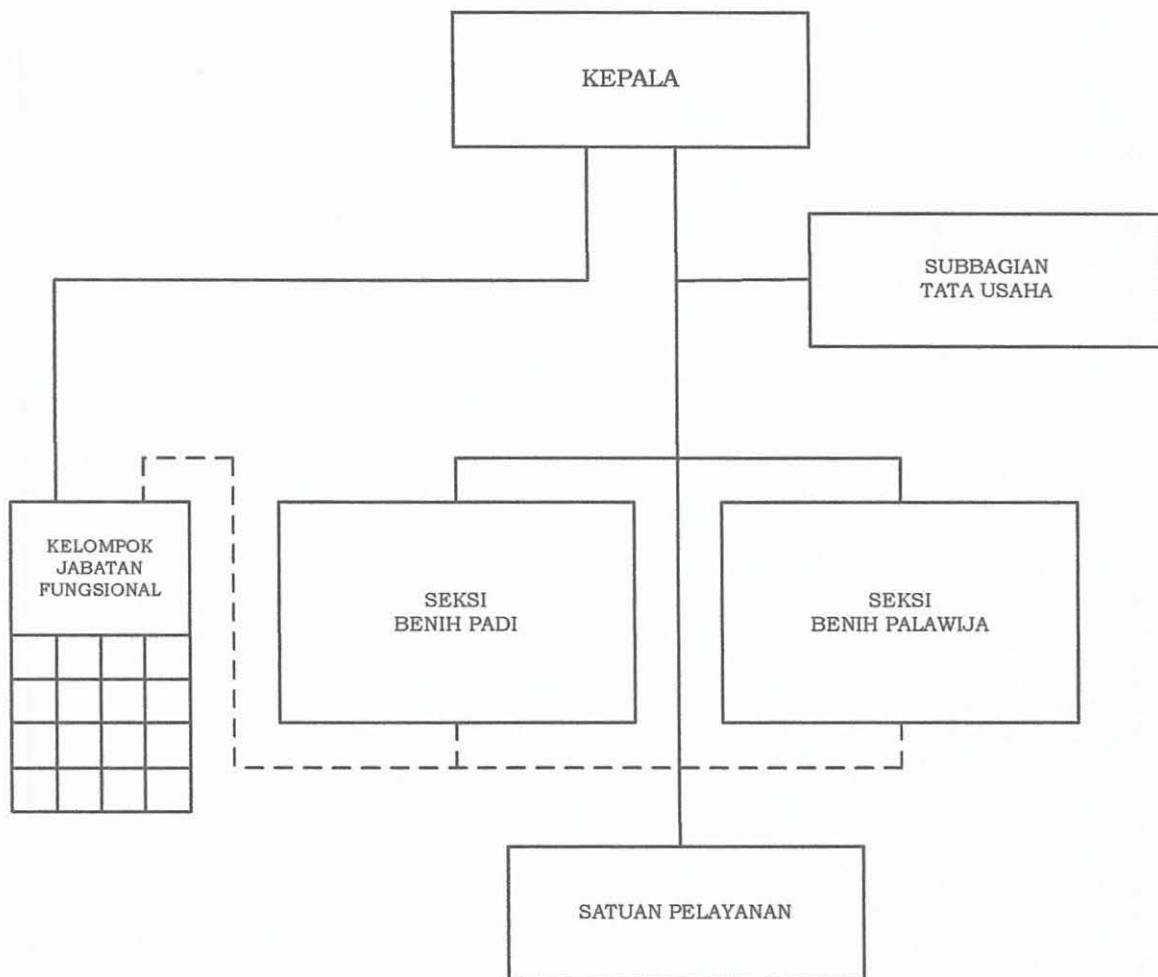 KEPALA
SUBBAGIAN
TATA USAHA
KELOMPOK
JABATAN
FUNGSIONAL
SEKSI
BENIH PADI
SEKSI
BENIH PALAWIJA
SATUAN PELAYANAN